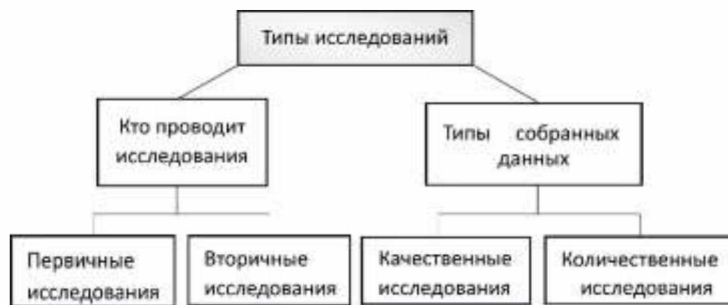 Типы исследований
Кто проводит
исследования
Типы собранных
данных
Первичные
исследования
Вторичные
исследования
Качественные
исследования
Количественные
исследования